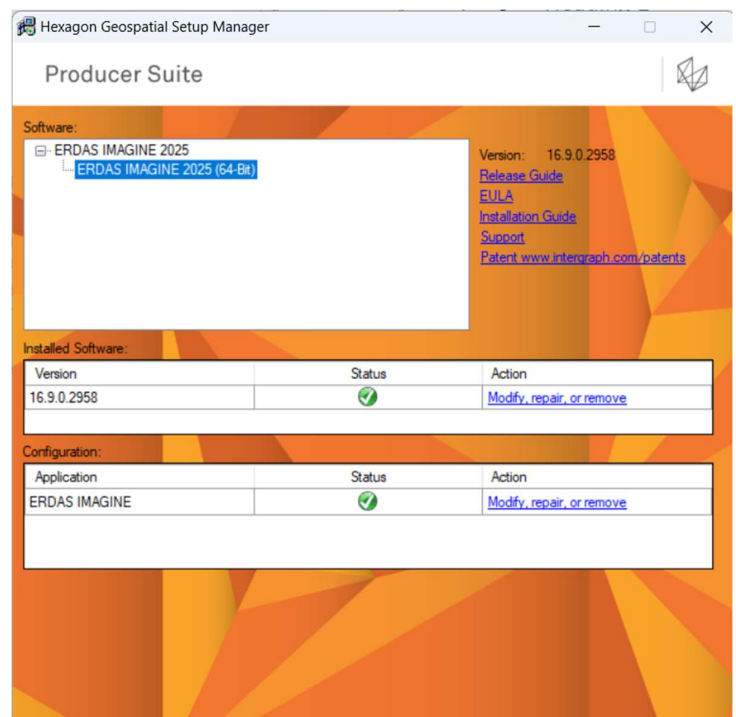 Hexagon Geospatial Setup Manager
Producer Suite
Software:
ERDAS IMAGINE 2025
ERDAS IMAGINE 2025 (64-Bit)
Version: 16.9.0.2958
Release Guide
EULA
Installation Guide
Support
Patent www.intergraph.com/patents
Installed Software:
Version Status Action
16.9.0.2958 Modify, repair, or remove
Configuration:
Application Status Action
ERDAS IMAGINE Modify, repair, or remove